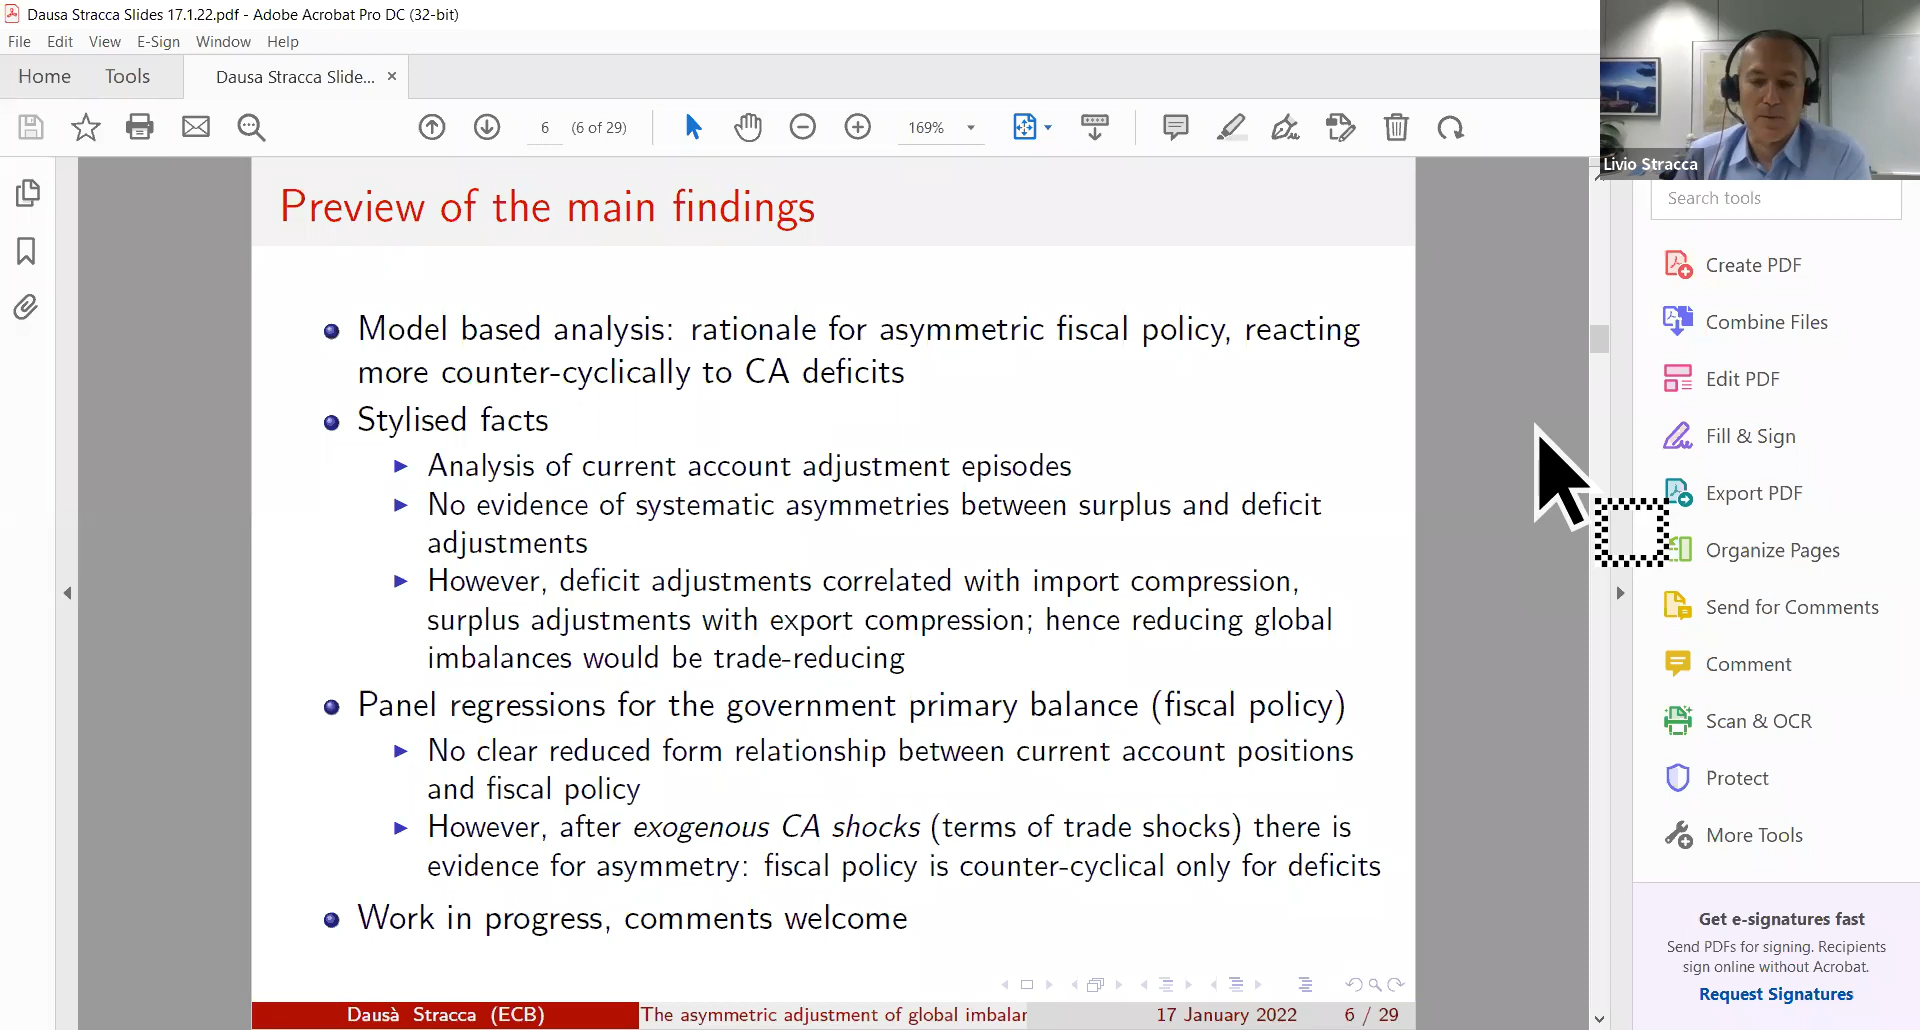 Dausa Stracca Slides 17.1.22.pdf - Adobe Acrobat Pro DC (32-bit)
File Edit View E-Sign Window Help
Home Tools Dausa Stracca Slide... ×
6 (6 of 29) 169%
Livio Stracca
Preview of the main findings
Model based analysis: rationale for asymmetric fiscal policy, reacting
more counter-cyclically to CA deficits
Stylised facts
Analysis of current account adjustment episodes
No evidence of systematic asymmetries between surplus and deficit
adjustments
However, deficit adjustments correlated with import compression,
surplus adjustments with export compression; hence reducing global
imbalances would be trade-reducing
Panel regressions for the government primary balance (fiscal policy)
No clear reduced form relationship between current account positions
and fiscal policy
However, after exogenous CA shocks (terms of trade shocks) there is
evidence for asymmetry: fiscal policy is counter-cyclical only for deficits
Work in progress, comments welcome
Dausà Stracca (ECB) The asymmetric adjustment of global imbalar 17 January 2022 6 / 29
Search tools
Create PDF
Combine Files
Edit PDF
Fill & Sign
Export PDF
Organize Pages
Send for Comments
Comment
Scan & OCR
Protect
More Tools
Get e-signatures fast
Send PDFs for signing. Recipients
sign online without Acrobat.
Request Signatures